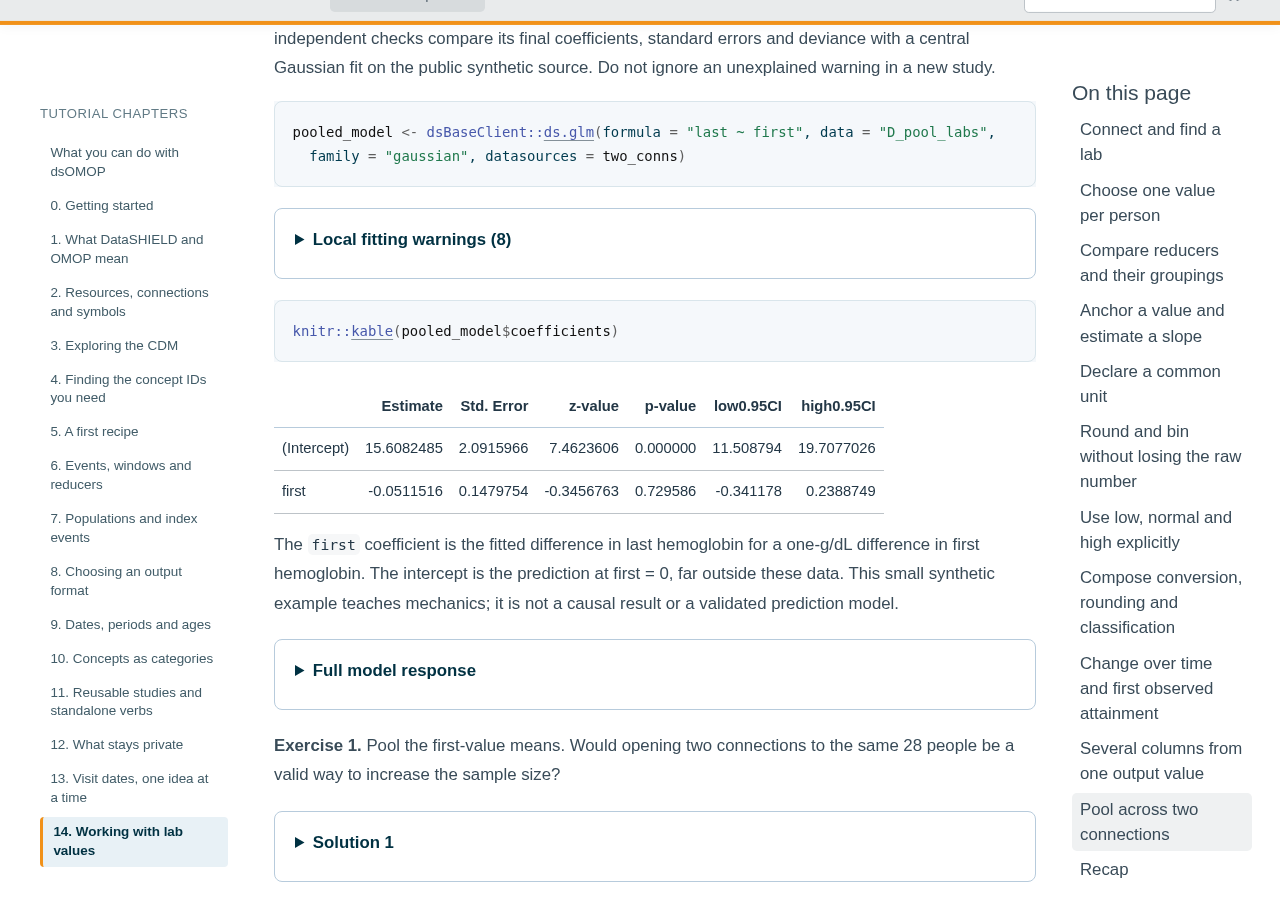 independent checks compare its final coefficients, standard errors and deviance with a central
Gaussian fit on the public synthetic source. Do not ignore an unexplained warning in a new study.
TUTORIAL CHAPTERS
What you can do with
dsOMOP
0. Getting started
1. What DataSHIELD and
OMOP mean
2. Resources, connections
and symbols
3. Exploring the CDM
4. Finding the concept IDs
you need
5. A first recipe
6. Events, windows and
reducers
7. Populations and index
events
8. Choosing an output
format
9. Dates, periods and ages
10. Concepts as categories
11. Reusable studies and
standalone verbs
12. What stays private
13. Visit dates, one idea at
a time
14. Working with lab
values
pooled_model <- dsBaseClient::ds.glm(formula = "last ~ first", data = "D_pool_labs",
family = "gaussian", datasources = two_conns)
▶ Local fitting warnings (8)
knitr::kable(pooled_model$coefficients)
Estimate Std. Error z-value p-value low0.95CI high0.95CI
(Intercept) 15.6082485 2.0915966 7.4623606 0.000000 11.508794 19.7077026
first -0.0511516 0.1479754 -0.3456763 0.729586 -0.341178 0.2388749
The first coefficient is the fitted difference in last hemoglobin for a one-g/dL difference in first
hemoglobin. The intercept is the prediction at first = 0, far outside these data. This small synthetic
example teaches mechanics; it is not a causal result or a validated prediction model.
▶ Full model response
Exercise 1. Pool the first-value means. Would opening two connections to the same 28 people be a
valid way to increase the sample size?
▶ Solution 1
On this page
Connect and find a
lab
Choose one value
per person
Compare reducers
and their groupings
Anchor a value and
estimate a slope
Declare a common
unit
Round and bin
without losing the raw
number
Use low, normal and
high explicitly
Compose conversion,
rounding and
classification
Change over time
and first observed
attainment
Several columns from
one output value
Pool across two
connections
Recap